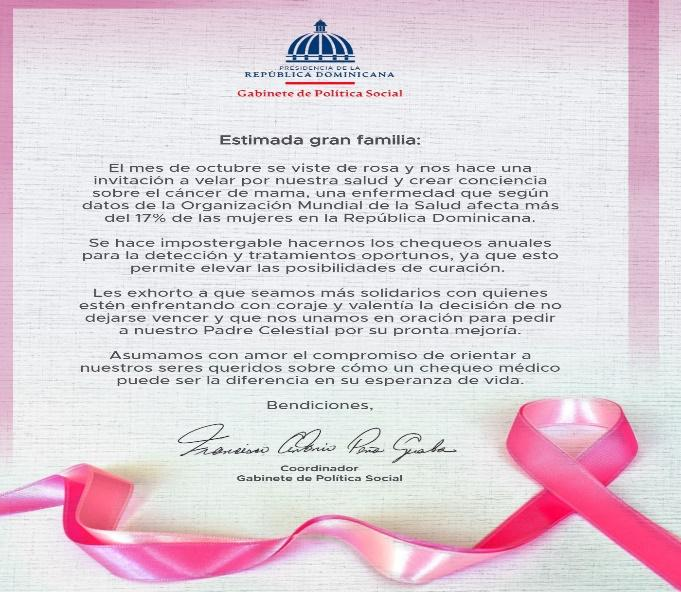 PRESIDENCIA DE LA
REPÚBLICA DOMINICANA
Gabinete de Política Social
Estimada gran familia:
El mes de octubre se viste de rosa y nos hace una
invitación a velar por nuestra salud y crear conciencia
sobre el cáncer de mama, una enfermedad que según
datos de la Organización Mundial de la Salud afecta más
del 17% de las mujeres en la República Dominicana.
Se hace impostergable hacernos los chequeos anuales
para la detección y tratamientos oportunos, ya que esto
permite elevar las posibilidades de curación.
Les exhorto a que seamos más solidarios con quienes
estén enfrentando con coraje y valentía la decisión de no
dejarse vencer y que nos unamos en oración para pedir
a nuestro Padre Celestial por su pronta mejoría.
Asumamos con amor el compromiso de orientar a
nuestros seres queridos sobre cómo un chequeo médico
puede ser la diferencia en su esperanza de vida.
Bendiciones,
Francisco Antonio Peña Guaba
Coordinador
Gabinete de Política Social